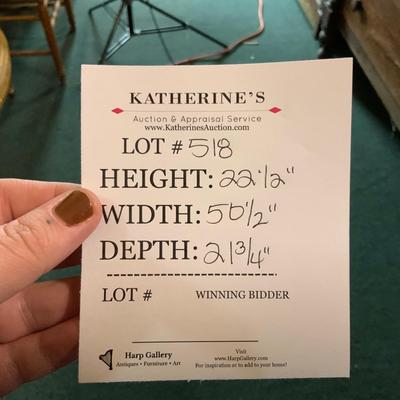 KATHERINE'S
Auction & Appraisal Service
www.KatherinesAuction.com
LOT # 518
HEIGHT: 22 1/2"
WIDTH: 50 1/2"
DEPTH: 21 3/4"
LOT # WINNING BIDDER
Harp Gallery
Antiques • Furniture • Art
Visit
www.HarpGallery.com
For inspiration or to add to your home!